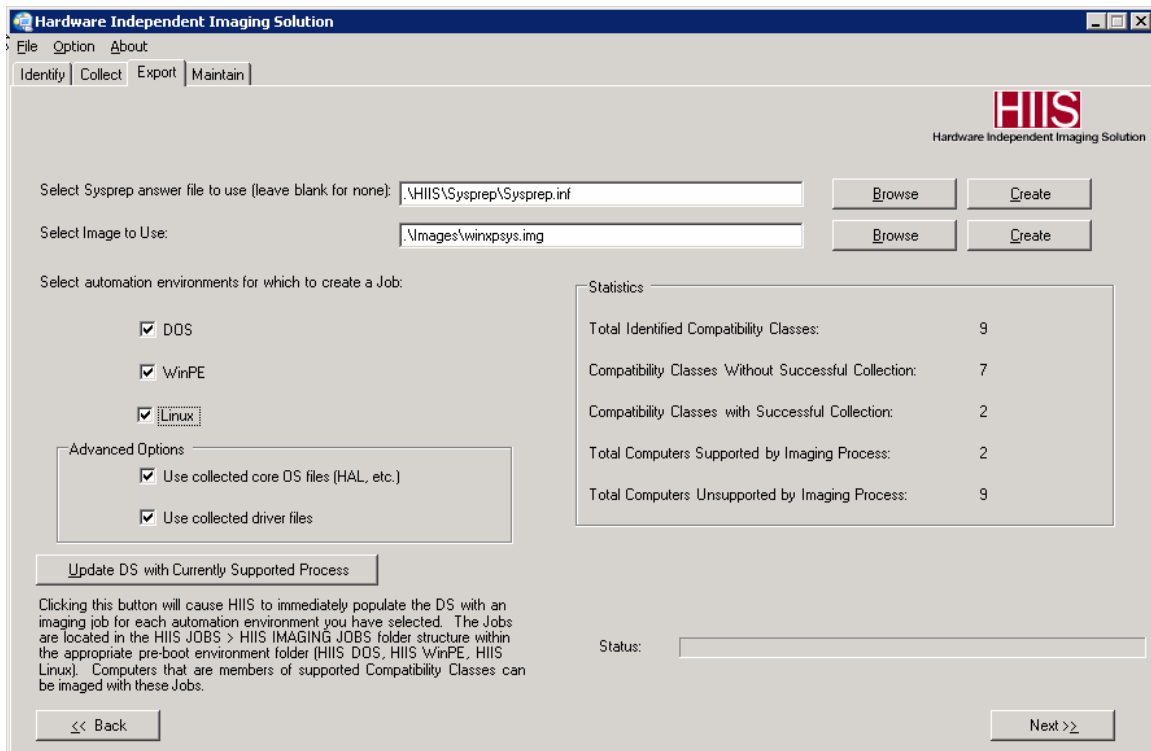 Hardware Independent Imaging Solution
File Option About
Identify Collect Export Maintain
HIIS
Hardware Independent Imaging Solution
Select Sysprep answer file to use (leave blank for none): .\HIIS\Sysprep\Sysprep.inf Browse Create
Select Image to Use: .\Images\winxpsys.img Browse Create
Select automation environments for which to create a Job:
DOS
WinPE
Linux
Advanced Options
Use collected core OS files (HAL, etc.)
Use collected driver files
Update DS with Currently Supported Process
Clicking this button will cause HIIS to immediately populate the DS with an
imaging job for each automation environment you have selected. The Jobs
are located in the HIIS JOBS > HIIS IMAGING JOBS folder structure within
the appropriate pre-boot environment folder (HIIS DOS, HIIS WinPE, HIIS
Linux). Computers that are members of supported Compatibility Classes can
be imaged with these Jobs.
Statistics
Total Identified Compatibility Classes: 9
Compatibility Classes Without Successful Collection: 7
Compatibility Classes with Successful Collection: 2
Total Computers Supported by Imaging Process: 2
Total Computers Unsupported by Imaging Process: 9
Status:
<< Back
Next >>